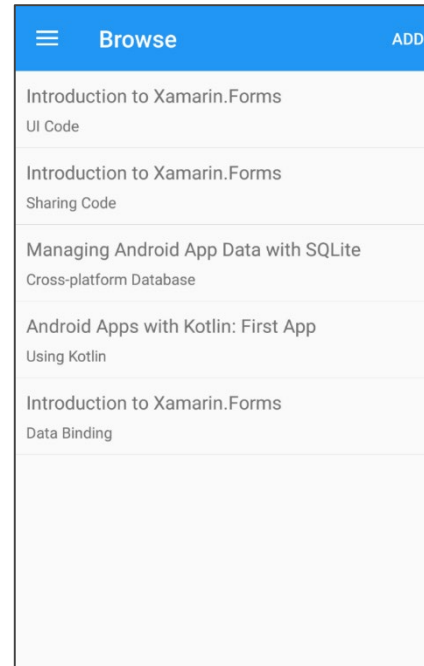 Browse
ADD
Introduction to Xamarin.Forms
UI Code
Introduction to Xamarin.Forms
Sharing Code
Managing Android App Data with SQLite
Cross-platform Database
Android Apps with Kotlin: First App
Using Kotlin
Introduction to Xamarin.Forms
Data Binding